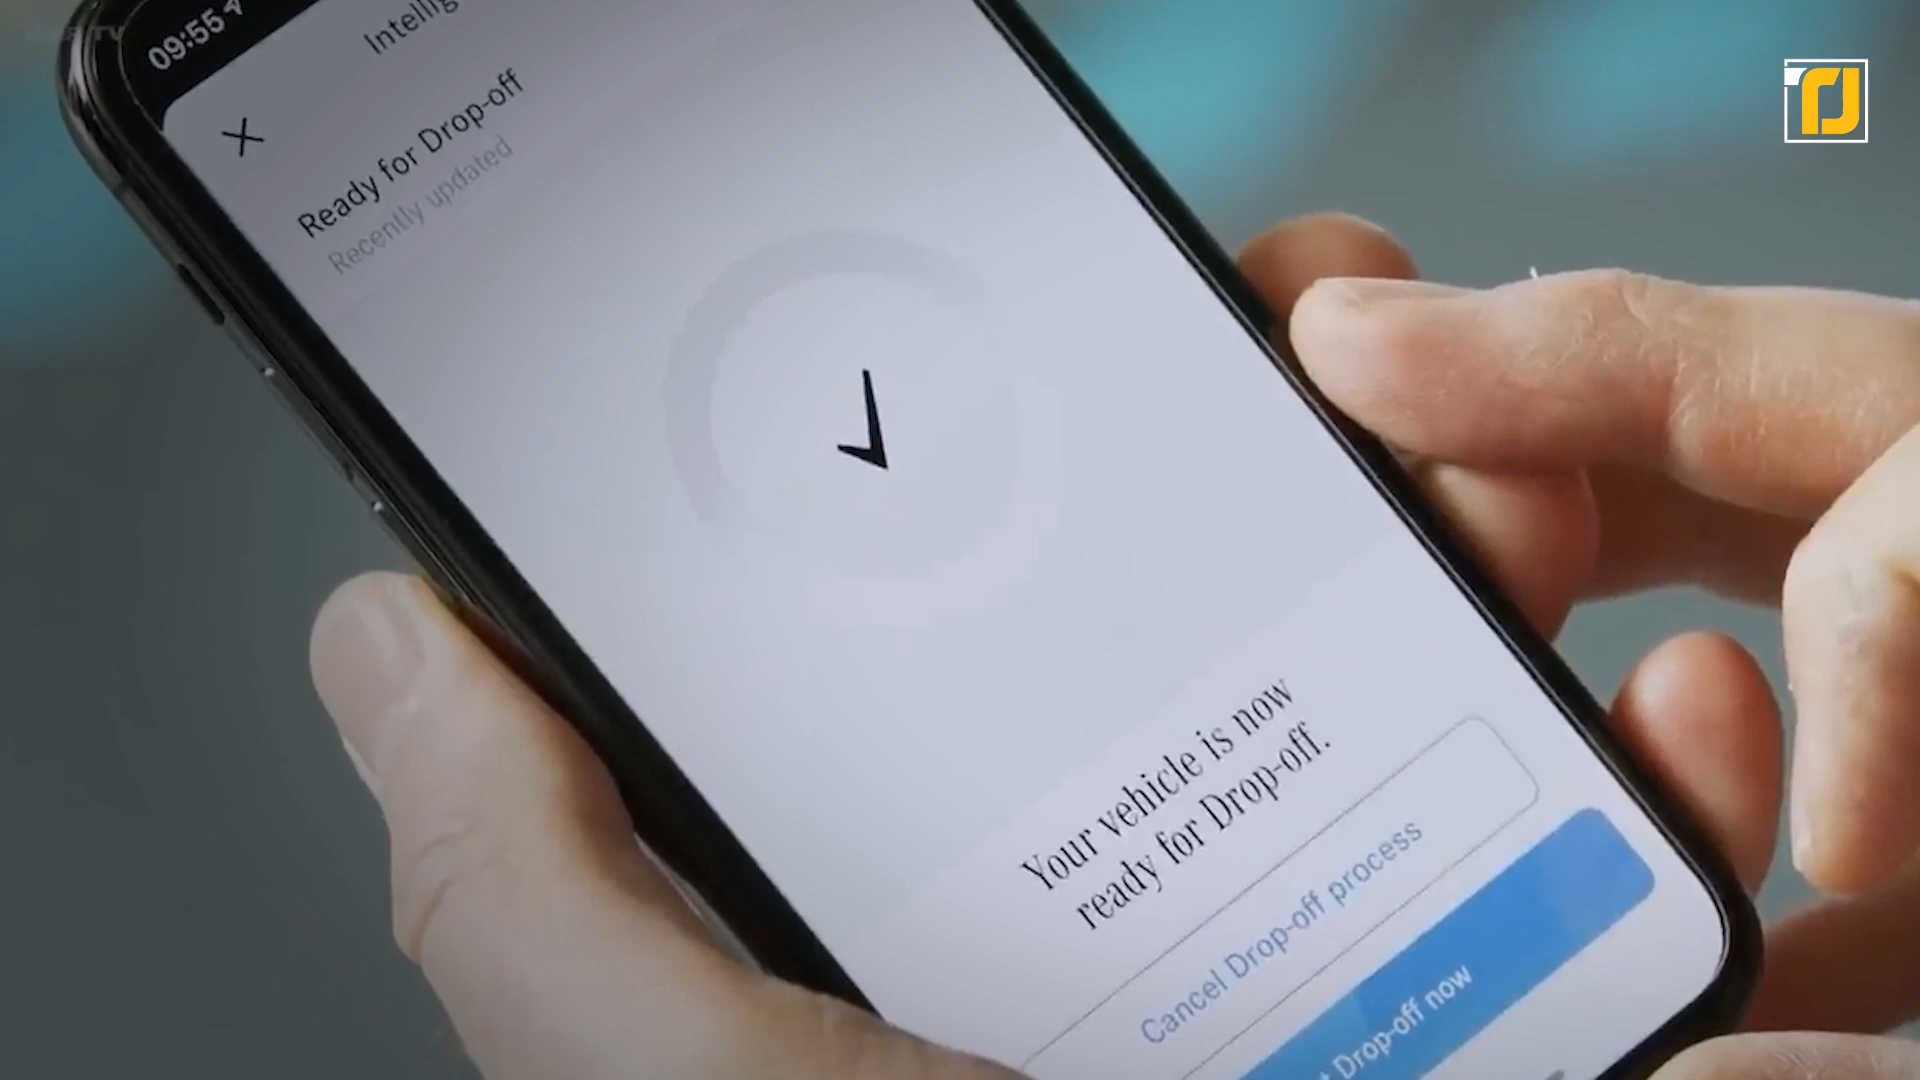 09:55
Ready for Drop-off
Recently updated
Your vehicle is now
ready for Drop-off.
Cancel Drop-off process
Drop-off now